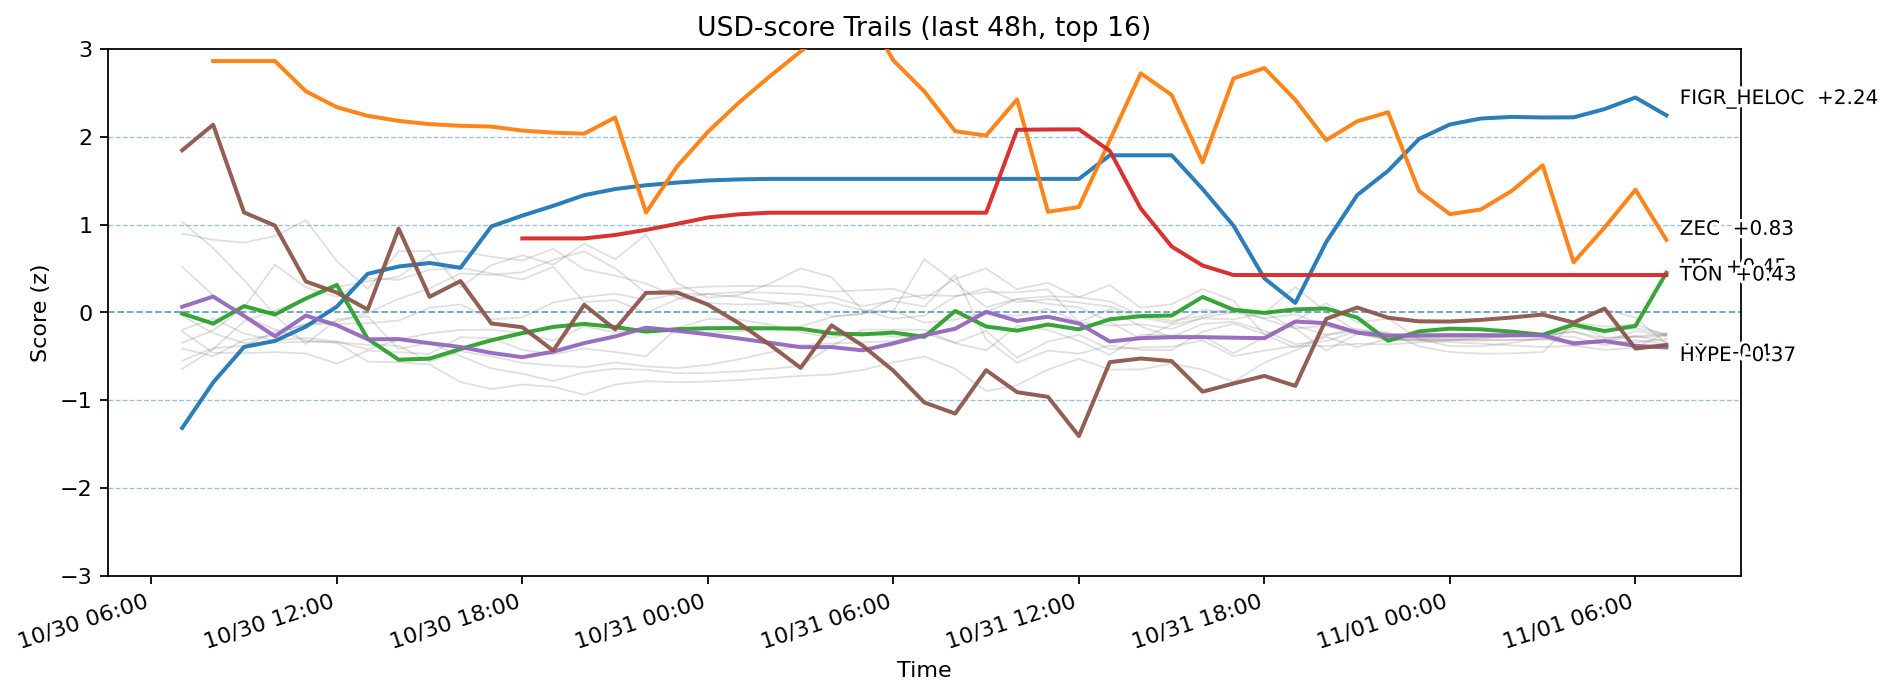 USD-score Trails (last 48h, top 16)
Score (z)
3
2
1
0
−1
−2
−3
FIGR_HELOC +2.24
ZEC +0.83
TON +0.43
HYPE -0.37
10/30 06:00
10/30 12:00
10/30 18:00
10/31 00:00
10/31 06:00
10/31 12:00
10/31 18:00
11/01 00:00
11/01 06:00
Time